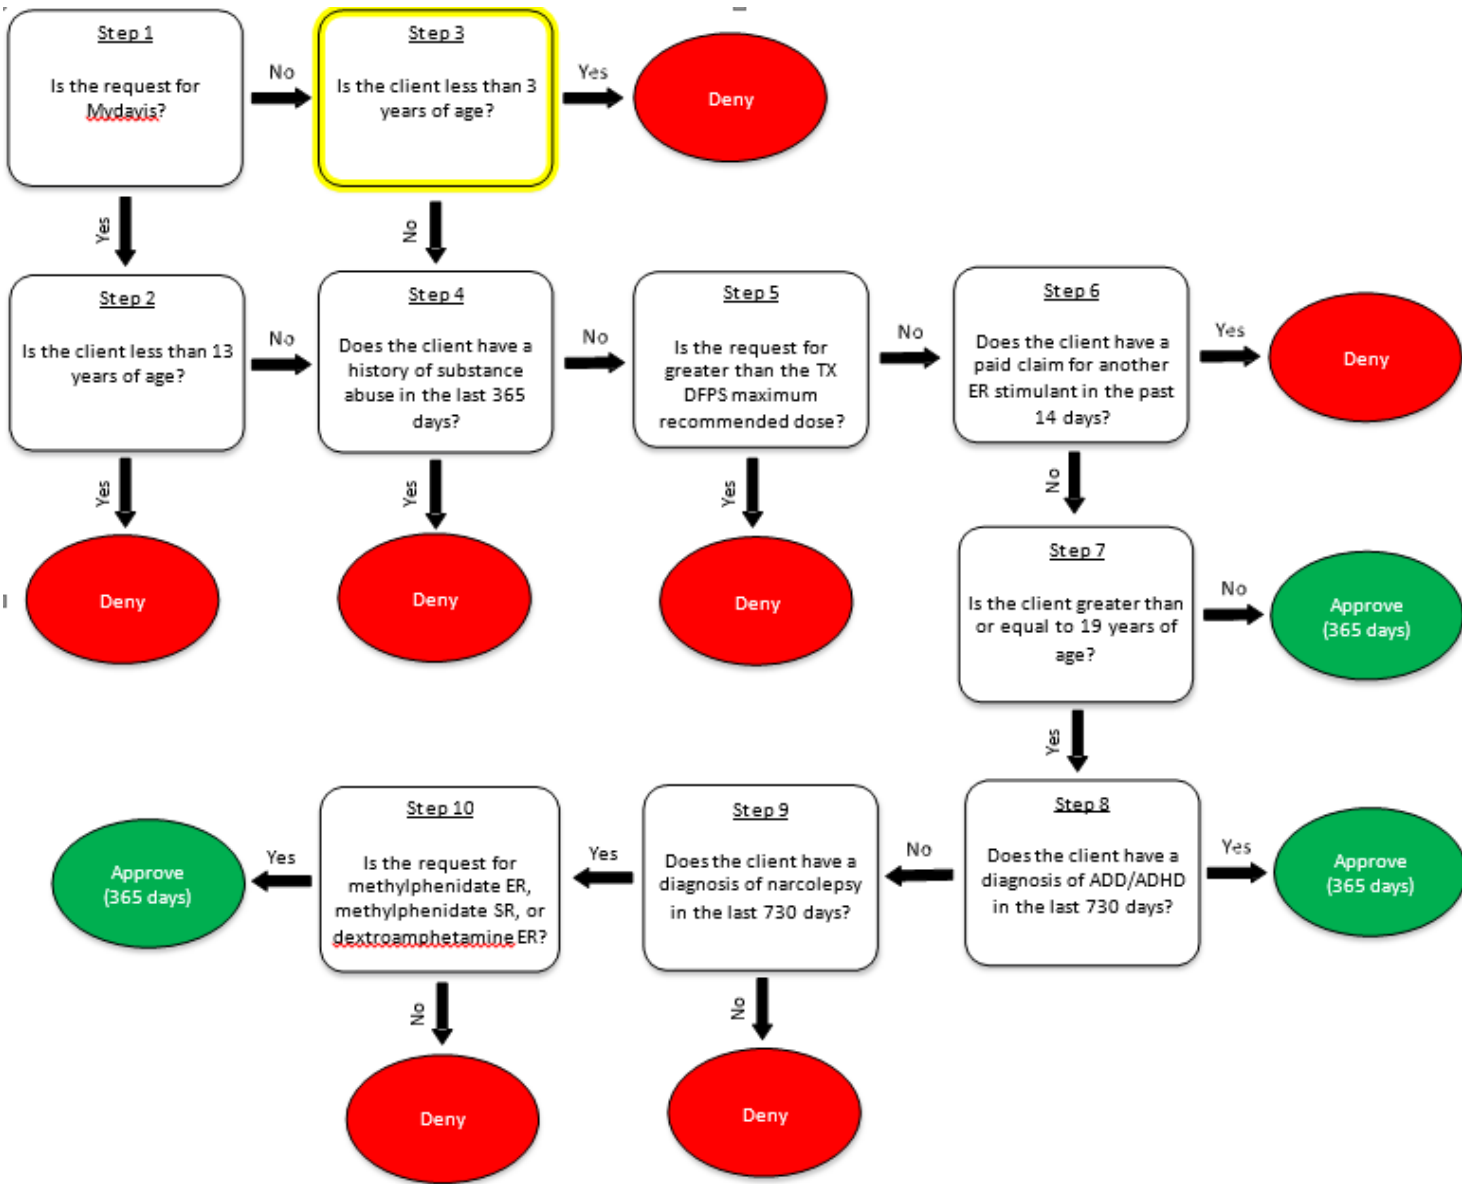 Step 1
Is the request for
Mydayis?
No
Step 3
Is the client less than 3
years of age?
Yes
Deny
Yes
No
Step 2
Is the client less than 13
years of age?
No
Step 4
Does the client have a
history of substance
abuse in the last 365
days?
No
Step 5
Is the request for
greater than the TX
DFPS maximum
recommended dose?
No
Step 6
Does the client have a
paid claim for another
ER stimulant in the past
14 days?
Yes
Deny
Yes
Deny
Yes
Deny
Yes
Deny
No
Step 7
Is the client greater than
or equal to 19 years of
age?
No
Approve
(365 days)
Yes
Step 8
Does the client have a
diagnosis of ADD/ADHD
in the last 730 days?
Yes
Approve
(365 days)
No
Step 9
Does the client have a
diagnosis of narcolepsy
in the last 730 days?
Yes
Step 10
Is the request for
methylphenidate ER,
methylphenidate SR, or
dextroamphetamine ER?
Yes
Approve
(365 days)
No
Deny
No
Deny